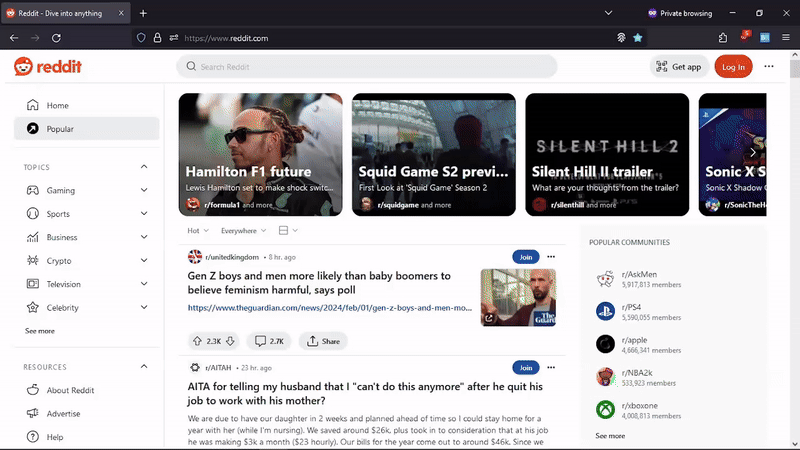 Reddit - Dive into anything
Private browsing
https://www.reddit.com
5
reddit
Search Reddit
Get app
Log In
Home
Popular
TOPICS
Gaming
Sports
Business
Crypto
Television
Celebrity
See more
RESOURCES
About Reddit
Advertise
Help
Hamilton F1 future
Lewis Hamilton set to make shock switc...
r/formula1 and more
Squid Game S2 previ...
First Look at 'Squid Game' Season 2
r/squidgame and more
SILENT HILL 2
Silent Hill II trailer
What are your thoughts from the trailer?
r/silenthill and more
Sonic X S
Sonic X Shadow G
r/SonicTheH
Hot
Everywhere
r/unitedkingdom • 8 hr. ago
Join
Gen Z boys and men more likely than baby boomers to
believe feminism harmful, says poll
https://www.theguardian.com/news/2024/feb/01/gen-z-boys-and-men-mo...
The
Guard
2.3K
2.7K
Share
r/AITAH • 23 hr. ago
Join
AITA for telling my husband that I "can't do this anymore" after he quit his
job to work with his mother?
We are due to have our daughter in 2 weeks and planned ahead of time so I could stay home for a
year with her (while I'm nursing). We saved around $26k, plus took in to consideration that at his job
he was making $3k a month ($23 hourly). Our bills for the year come out to around $46k. Since we
POPULAR COMMUNITIES
r/AskMen
5,917,813 members
r/PS4
5,590,055 members
r/apple
4,666,341 members
r/NBA2k
533,923 members
r/xboxone
4,008,813 members
See more